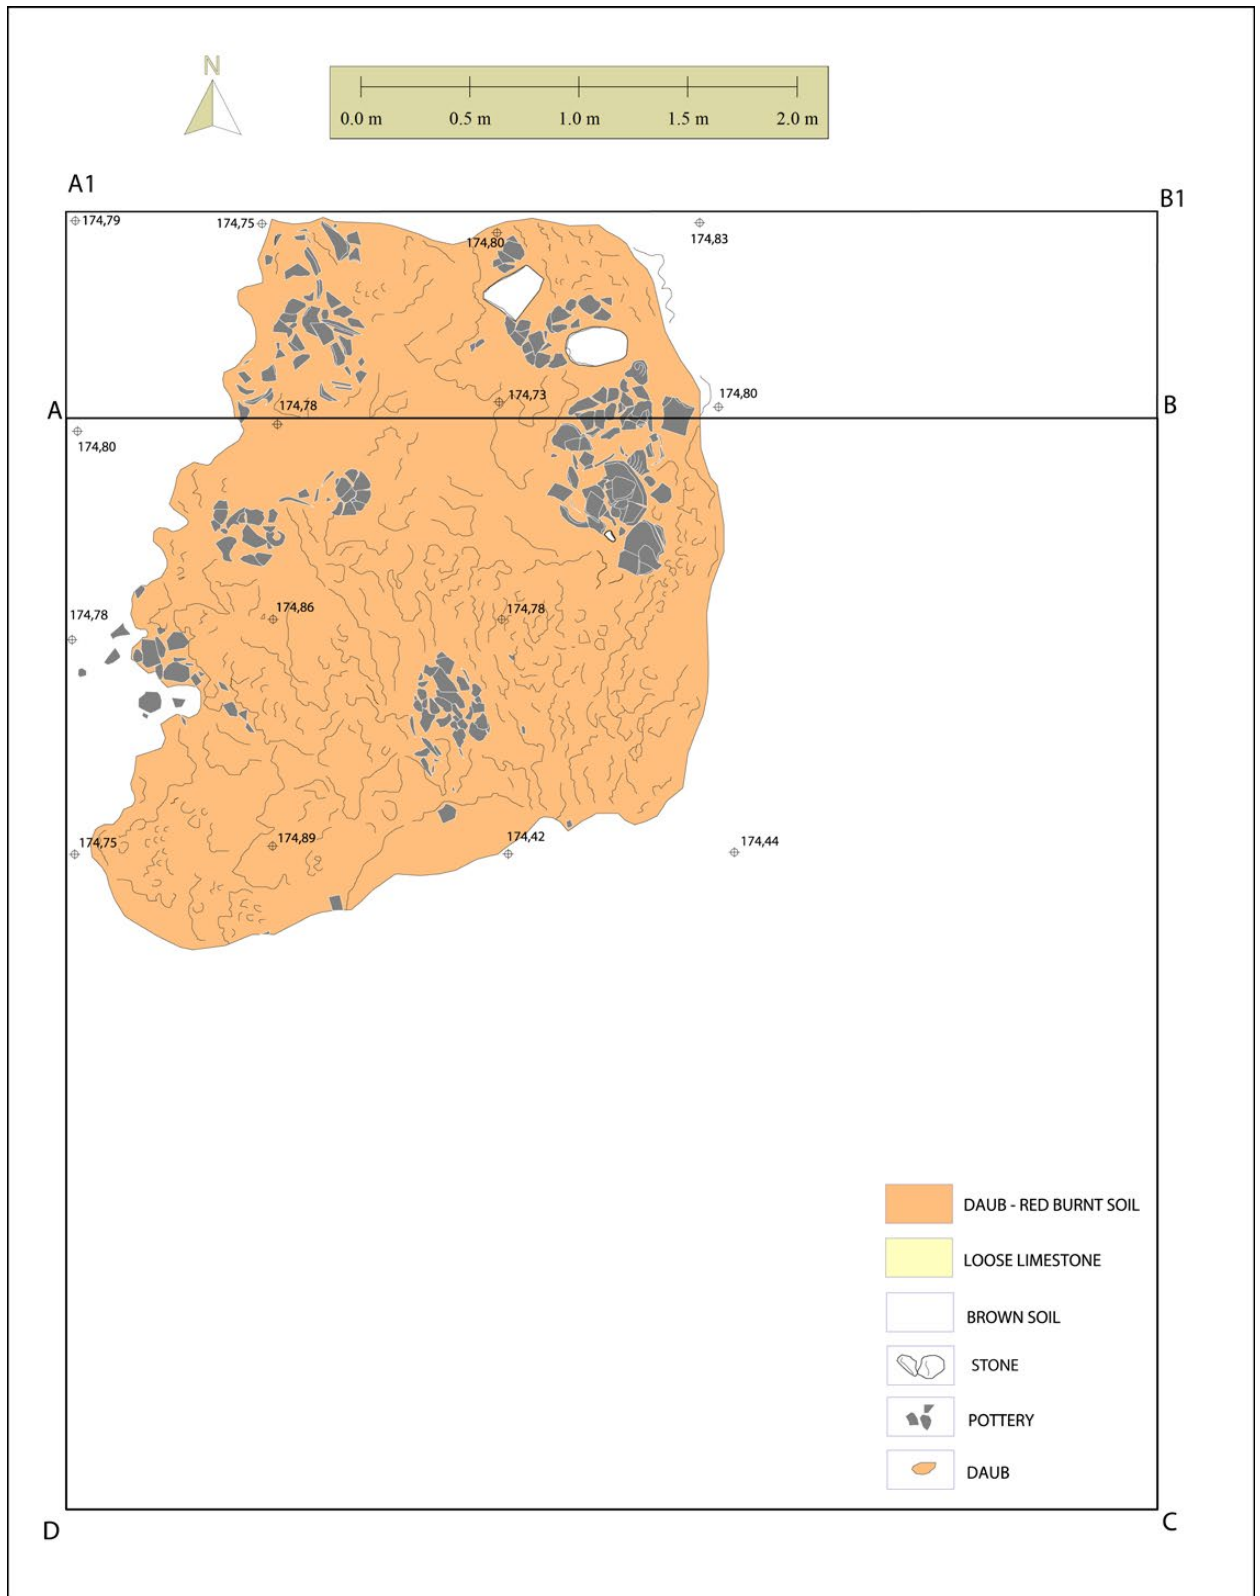 N
0.0 m 0.5 m 1.0 m 1.5 m 2.0 m
A1
B1
174,79
174,75
174,80
174,83
174,80
174,73
174,78
A
B
174,80
174,78
174,86
174,78
174,75
174,89
174,42
174,44
DAUB - RED BURNT SOIL
LOOSE LIMESTONE
BROWN SOIL
STONE
POTTERY
DAUB
D
C